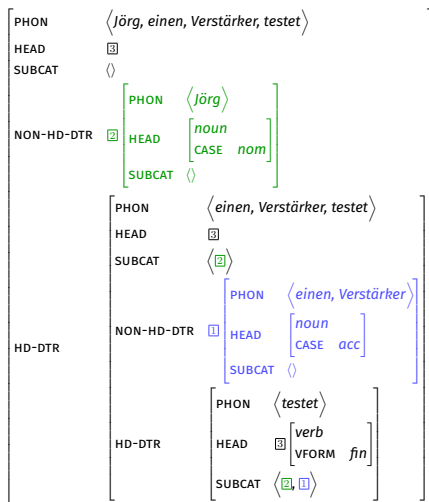 PHON ⟨Jörg, einen, Verstärker, testet⟩
HEAD 3
SUBCAT ⟨⟩
NON-HD-DTR 2
PHON ⟨Jörg⟩
HEAD noun
CASE nom
SUBCAT ⟨⟩
HD-DTR
PHON ⟨einen, Verstärker, testet⟩
HEAD 3
SUBCAT ⟨2⟩
NON-HD-DTR 1
PHON ⟨einen, Verstärker⟩
HEAD noun
CASE acc
SUBCAT ⟨⟩
HD-DTR
PHON ⟨testet⟩
HEAD 3 verb
VFORM fin
SUBCAT ⟨2, 1⟩